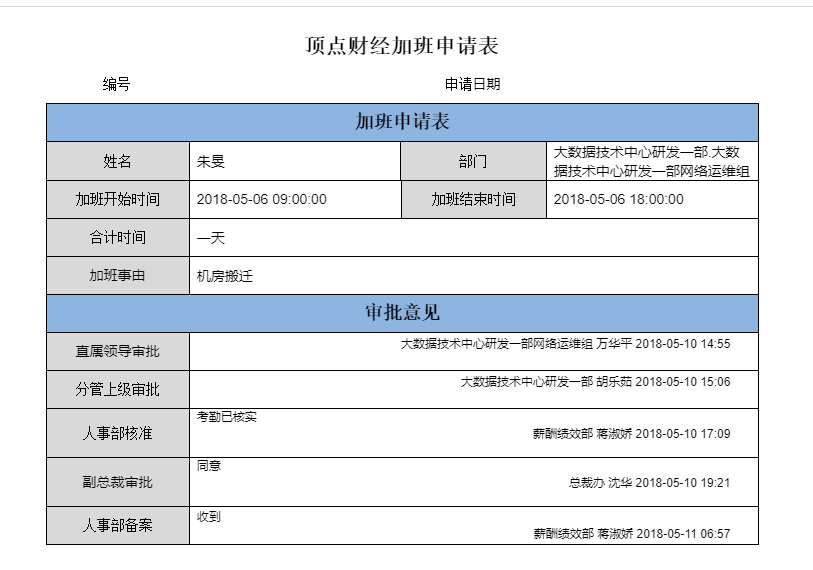 顶点财经加班申请表
编号 申请日期
加班申请表
姓名 朱旻 部门 大数据技术中心研发一部.大数
据技术中心研发一部网络运维组
加班开始时间 2018-05-06 09:00:00 加班结束时间 2018-05-06 18:00:00
合计时间 一天
加班事由 机房搬迁
审批意见
直属领导审批 大数据技术中心研发一部网络运维组 万华平 2018-05-10 14:55
分管上级审批 大数据技术中心研发一部 胡乐茹 2018-05-10 15:06
人事部核准 考勤已核实
薪酬绩效部 蒋淑娇 2018-05-10 17:09
副总裁审批 同意
总裁办 沈华 2018-05-10 19:21
人事部备案 收到
薪酬绩效部 蒋淑娇 2018-05-11 06:57